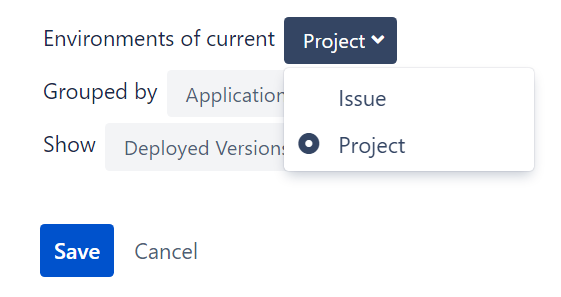 Environments of current Project
Grouped by Application
Issue
Project
Show Deployed Versions
Save Cancel